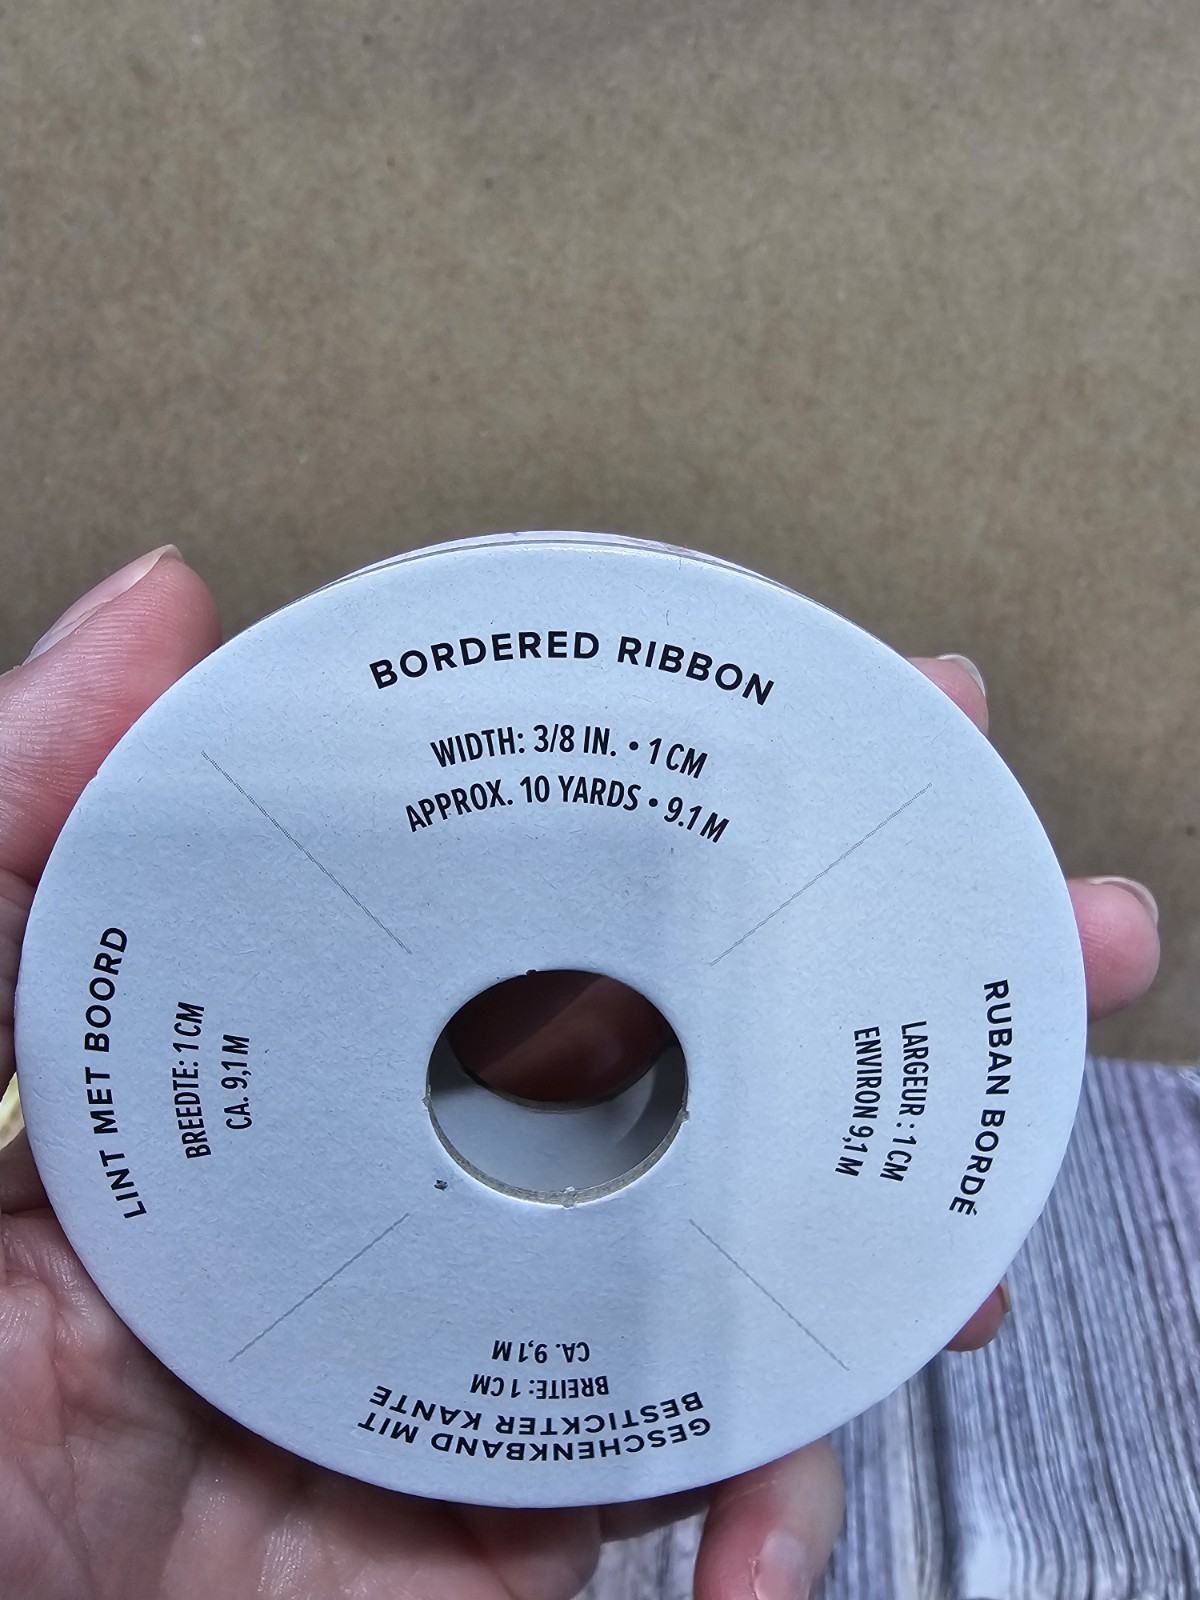 BORDERED RIBBON
WIDTH: 3/8 IN. • 1 CM
APPROX. 10 YARDS • 9.1 M
RUBAN BORDÉ
LARGEUR : 1 CM
ENVIRON 9,1 M
GESCHENKBAND MIT
BESTICKTER KANTE
BREITE: 1 CM
CA. 9,1 M
LINT MET BOORD
BREEDTE: 1 CM
CA. 9,1 M